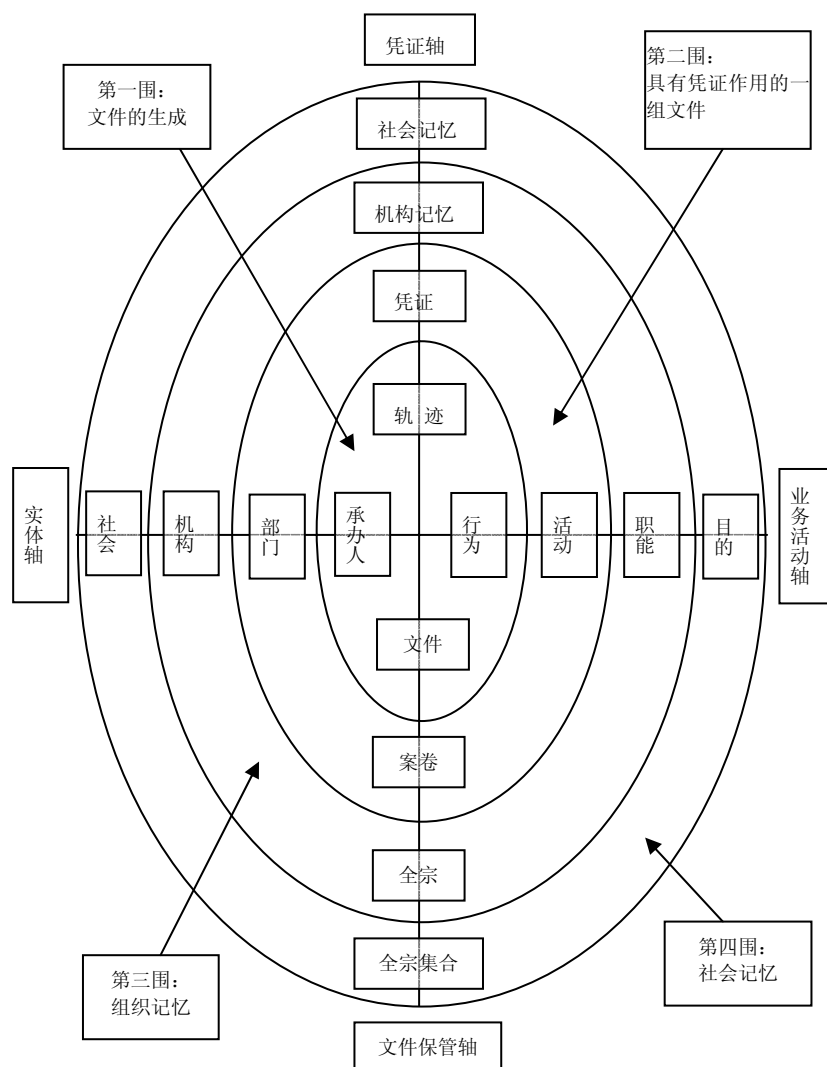 凭证轴
第一围：
文件的生成
第二围：
具有凭证作用的一
组文件
社会记忆
机构记忆
凭证
轨 迹
实体轴
社会
机构
部门
承办人
行为
活动
职能
目的
业务活动轴
文件
案卷
全宗
全宗集合
第三围：
组织记忆
第四围：
社会记忆
文件保管轴